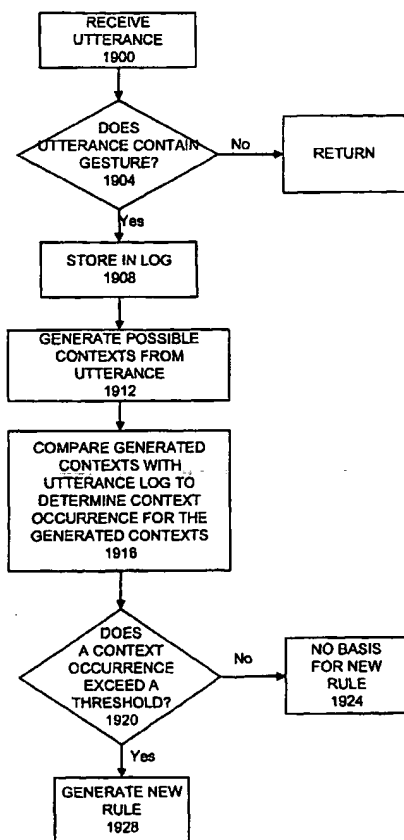 RECEIVE
UTTERANCE
1900
DOES
UTTERANCE CONTAIN
GESTURE?
1904
No
RETURN
Yes
STORE IN LOG
1908
GENERATE POSSIBLE
CONTEXTS FROM
UTTERANCE
1912
COMPARE GENERATED
CONTEXTS WITH
UTTERANCE LOG TO
DETERMINE CONTEXT
OCCURRENCE FOR THE
GENERATED CONTEXTS
1916
DOES
A CONTEXT
OCCURRENCE
EXCEED A
THRESHOLD?
1920
No
NO BASIS
FOR NEW
RULE
1924
Yes
GENERATE NEW
RULE
1928